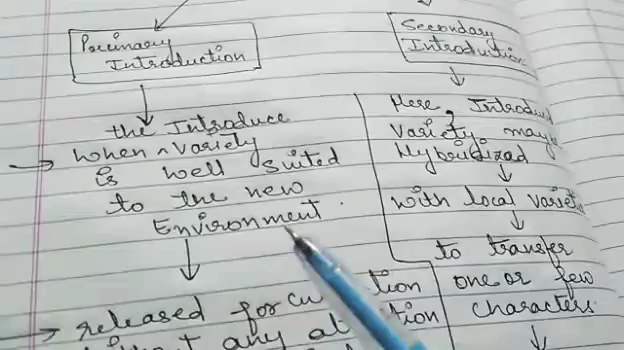 Primary
Introduction
the Introduce
when ^ variety
is well suited
to the new
Environment.
released for
any
Secondary
Introduction
Here, Introduced
Variety may
Hybridized
with local variety
to transfer
one or few
characters